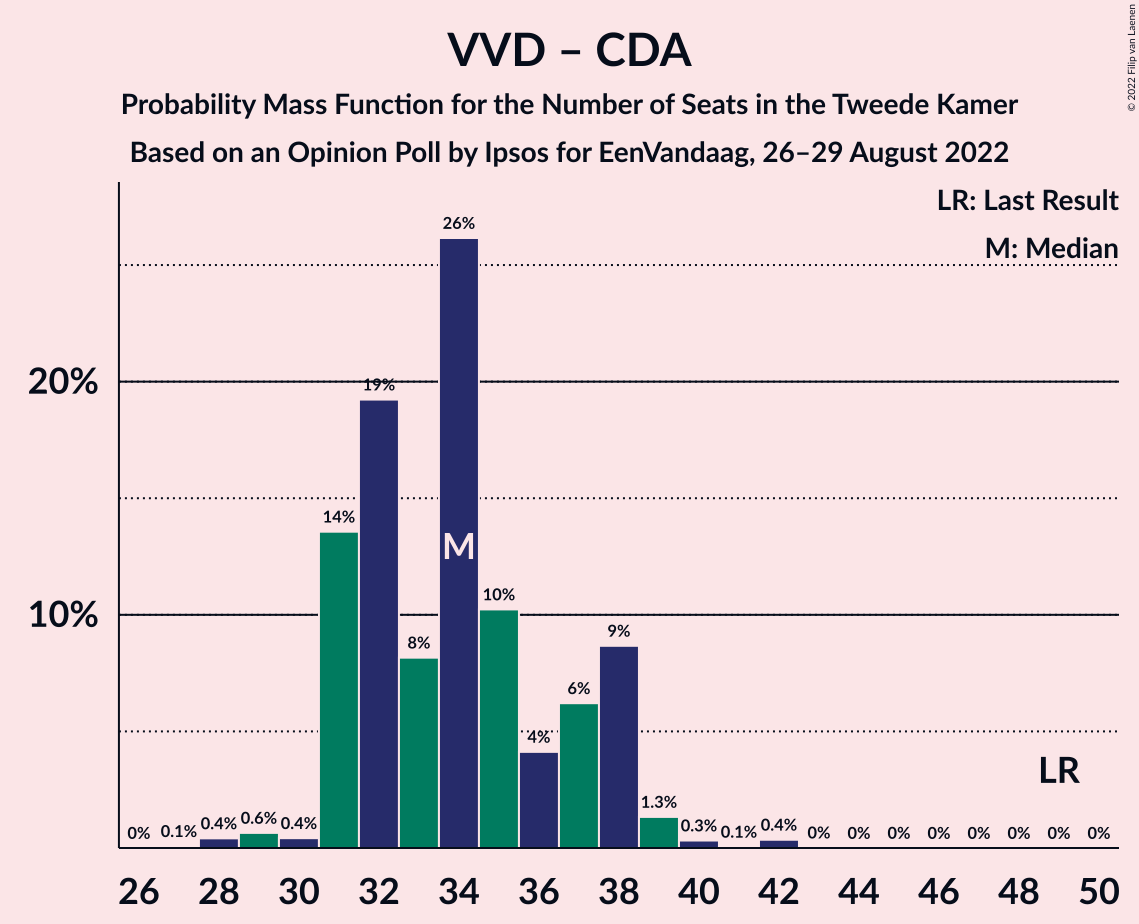 VVD – CDA
Probability Mass Function for the Number of Seats in the Tweede Kamer
Based on an Opinion Poll by Ipsos for EenVandaag, 26–29 August 2022
© 2022 Filip van Laenen
LR: Last Result
M: Median
26%
20%
19%
14%
M
10%
10%
8%
9%
6%
4%
LR
0% 0.1% 0.4% 0.6% 0.4% 1.3% 0.3% 0.1% 0.4% 0% 0% 0% 0% 0% 0% 0% 0%
26 28 30 32 34 36 38 40 42 44 46 48 50